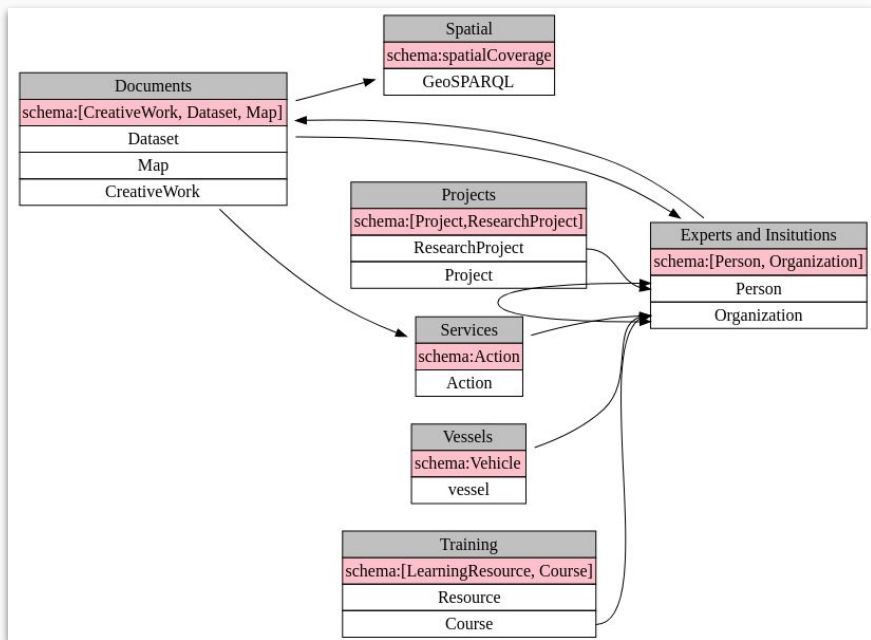 Spatial
schema:spatialCoverage
GeoSPARQL
Documents
schema:[CreativeWork, Dataset, Map]
Dataset
Map
CreativeWork
Projects
schema:[Project,ResearchProject]
ResearchProject
Project
Experts and Insitutions
schema:[Person, Organization]
Person
Organization
Services
schema:Action
Action
Vessels
schema:Vehicle
vessel
Training
schema:[LearningResource, Course]
Resource
Course